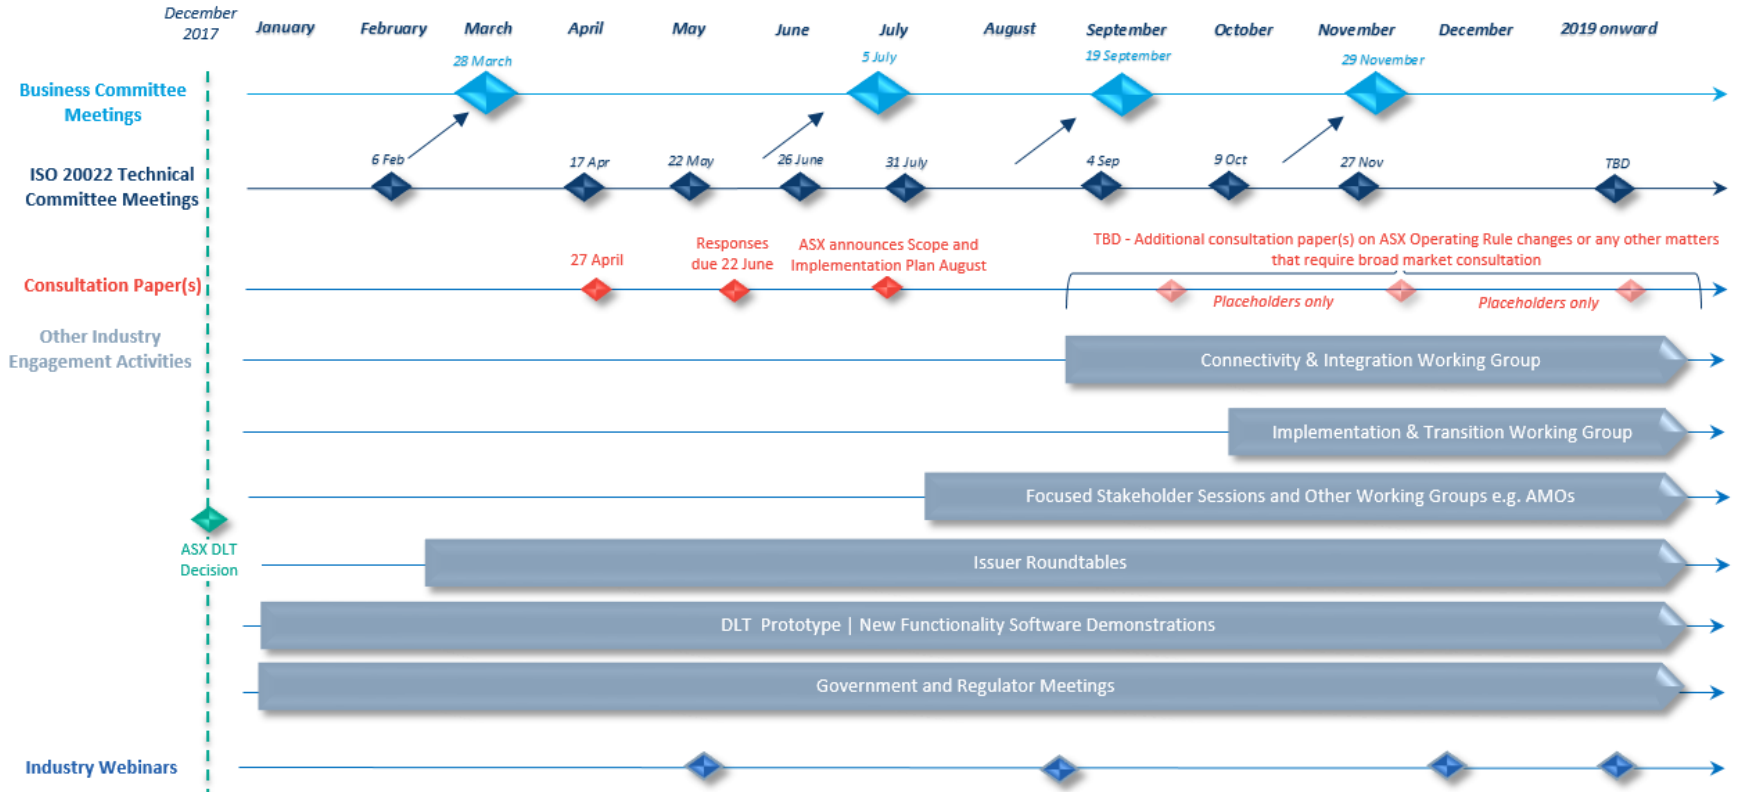 December
2017
January
February
March
April
May
June
July
August
September
October
November
December
2019 onward
Business Committee
Meetings
28 March
5 July
19 September
29 November
ISO 20022 Technical
Committee Meetings
6 Feb
17 Apr
22 May
26 June
31 July
4 Sep
9 Oct
27 Nov
TBD
Consultation Paper(s)
27 April
Responses
due 22 June
ASX announces Scope and
Implementation Plan August
TBD - Additional consultation paper(s) on ASX Operating Rule changes or any other matters
that require broad market consultation
Placeholders only
Placeholders only
Other Industry
Engagement Activities
Connectivity & Integration Working Group
Implementation & Transition Working Group
Focused Stakeholder Sessions and Other Working Groups e.g. AMOs
ASX DLT
Decision
Issuer Roundtables
DLT Prototype | New Functionality Software Demonstrations
Government and Regulator Meetings
Industry Webinars